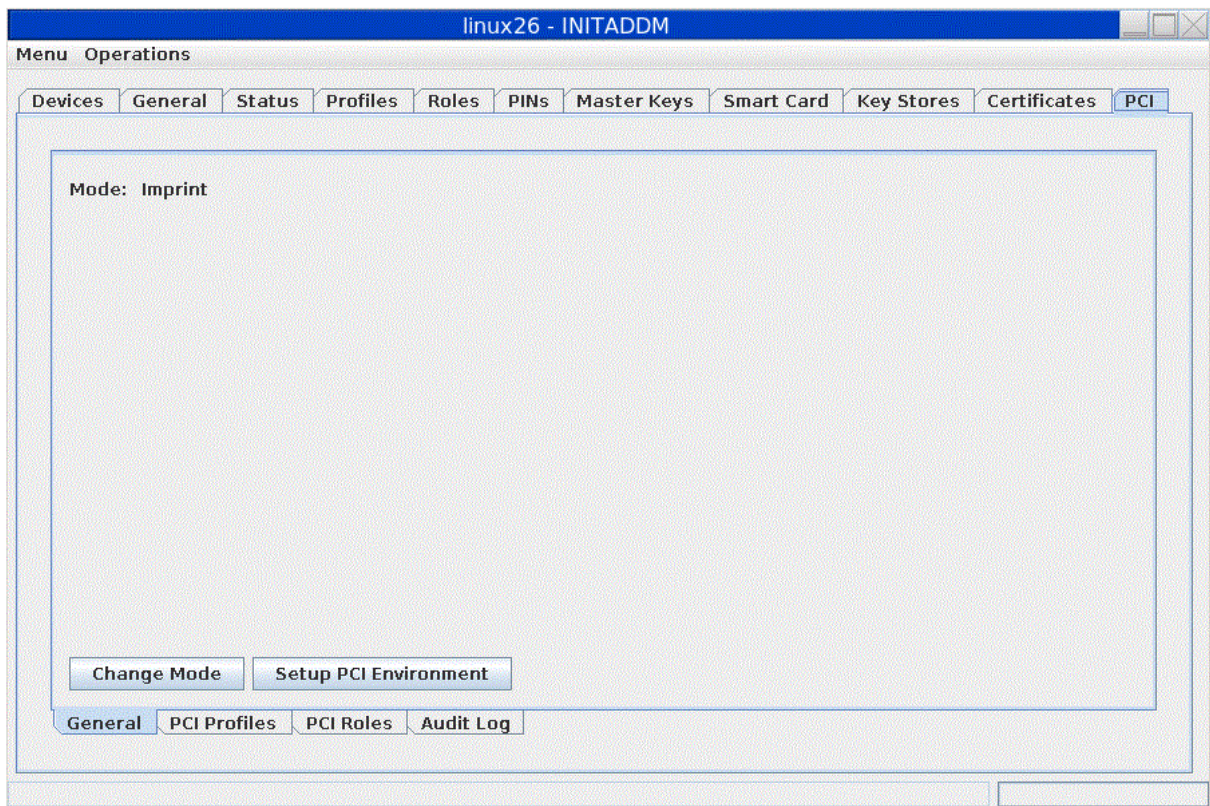 linux26 - INITADDM
Menu Operations
Devices General Status Profiles Roles PINs Master Keys Smart Card Key Stores Certificates PCI
Mode: Imprint
Change Mode Setup PCI Environment
General PCI Profiles PCI Roles Audit Log